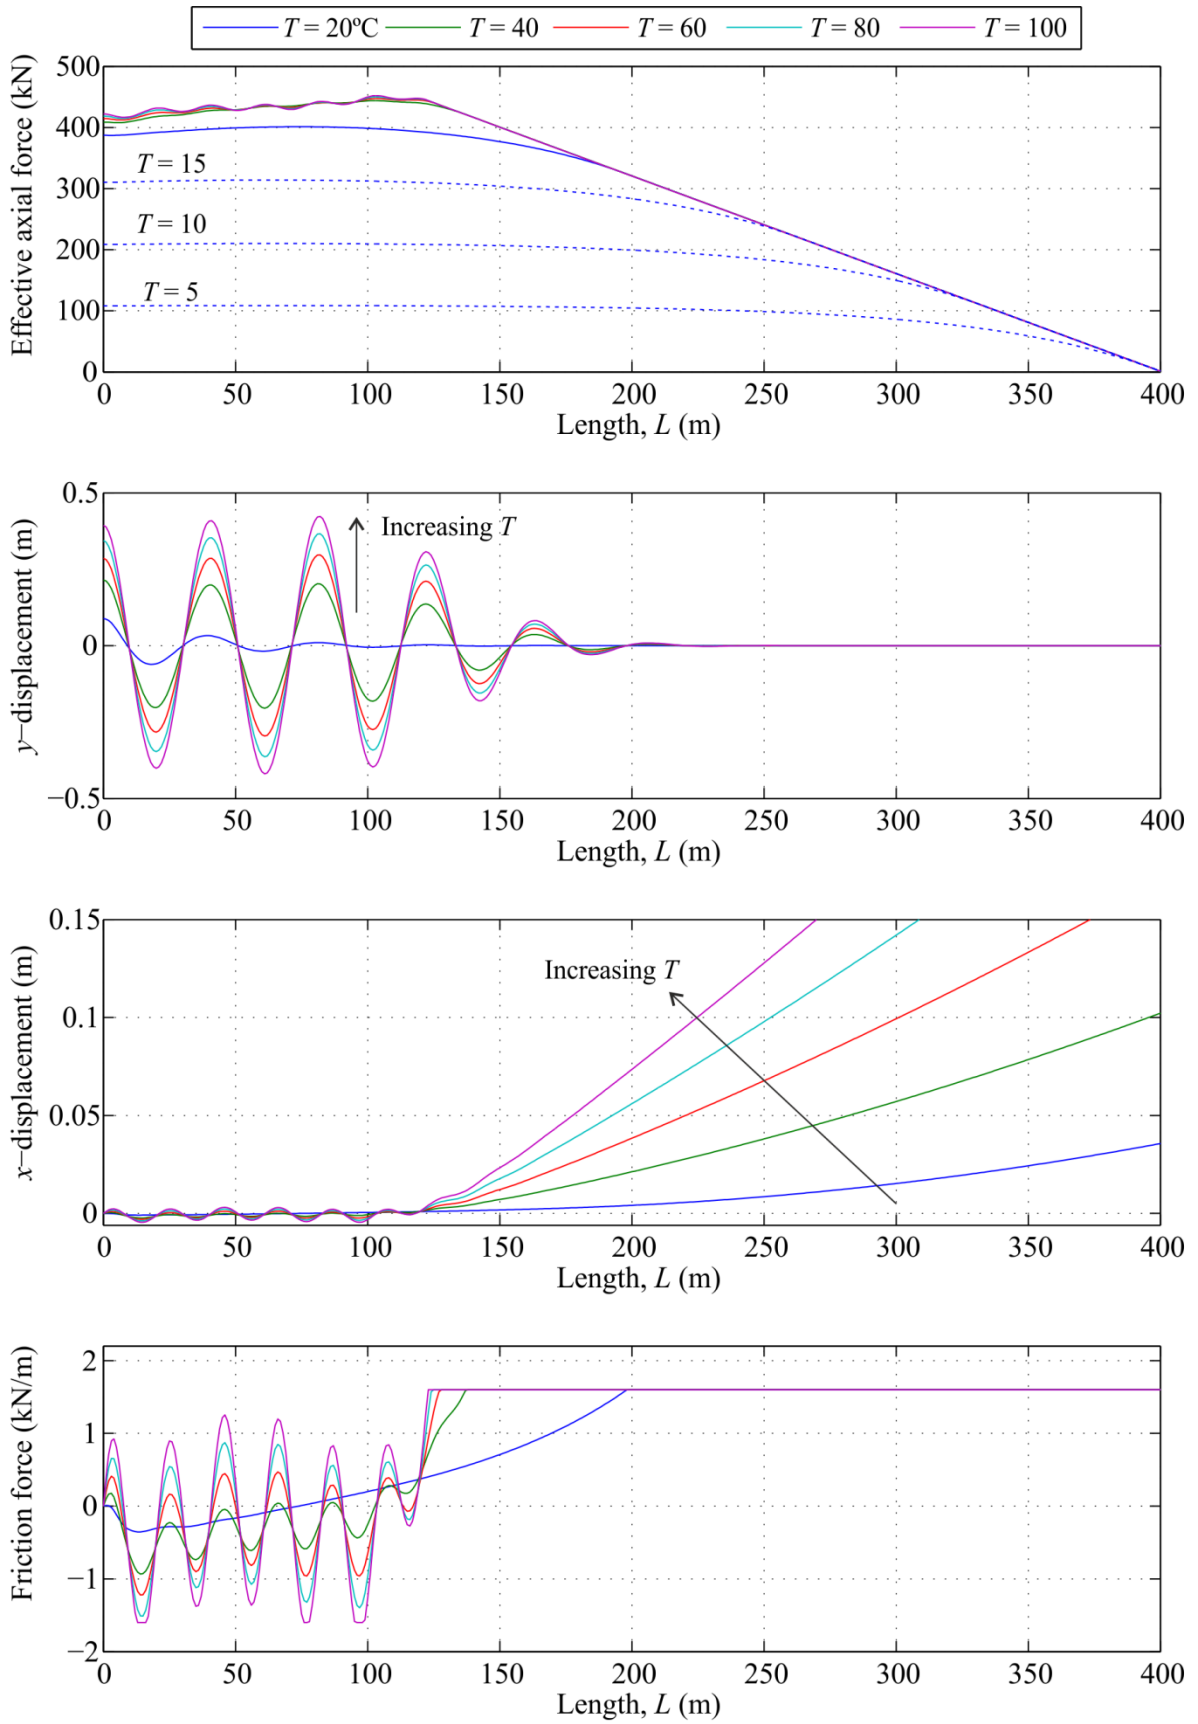 T = 20ºC T = 40 T = 60 T = 80 T = 100
Effective axial force (kN)
500
400
300
200
100
0
T = 15
T = 10
T = 5
0 50 100 150 200 250 300 350 400
Length, L (m)
y−displacement (m)
0.5
0
−0.5
Increasing T
0 50 100 150 200 250 300 350 400
Length, L (m)
x−displacement (m)
0.15
0.1
0.05
0
Increasing T
0 50 100 150 200 250 300 350 400
Length, L (m)
Friction force (kN/m)
2
1
0
−1
−2
0 50 100 150 200 250 300 350 400
Length, L (m)